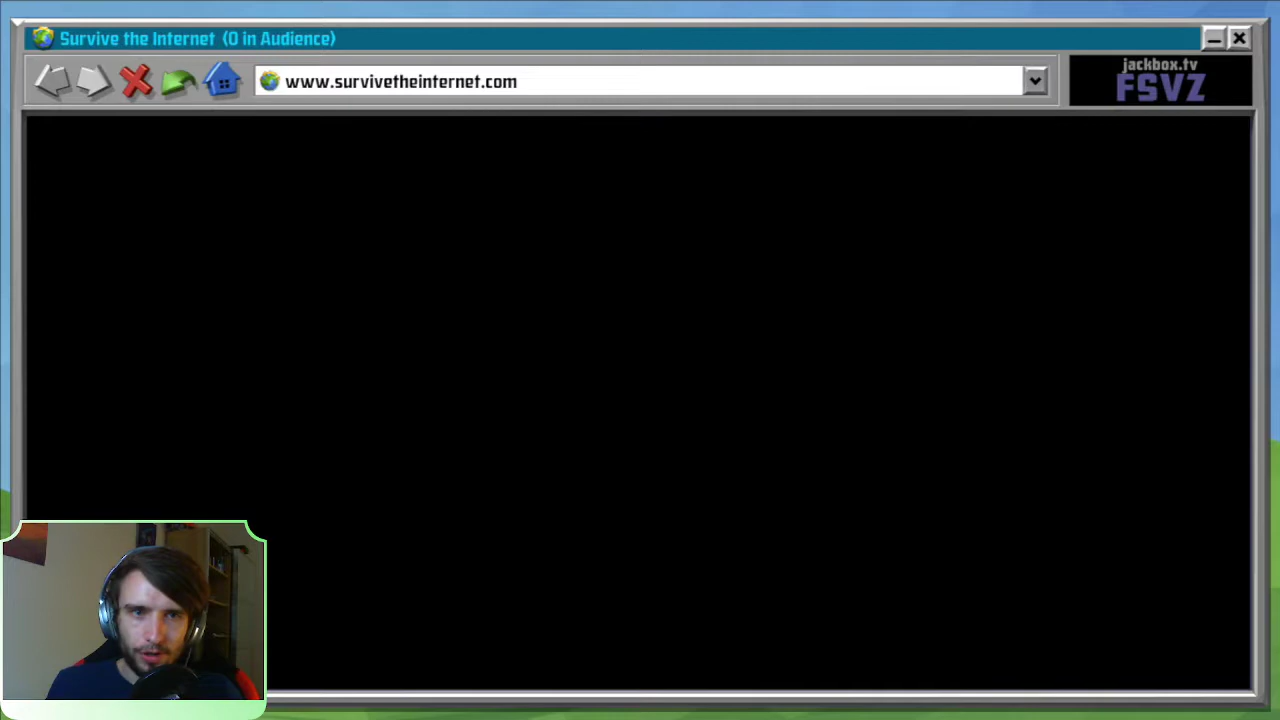 Survive the Internet (0 in Audience)
www.survivetheinternet.com
jackbox.tv
FSVZ